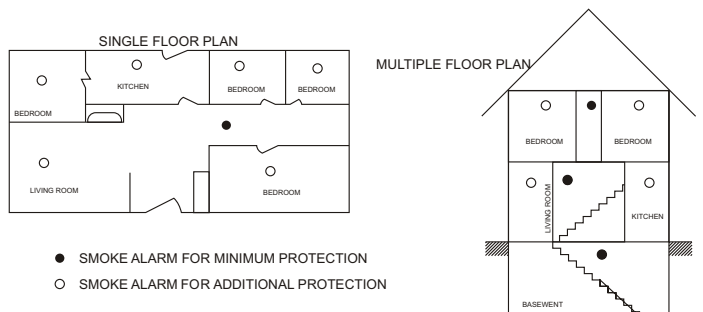 SINGLE FLOOR PLAN
KITCHEN
BEDROOM
BEDROOM
BEDROOM
LIVING ROOM
BEDROOM
SMOKE ALARM FOR MINIMUM PROTECTION
SMOKE ALARM FOR ADDITIONAL PROTECTION
MULTIPLE FLOOR PLAN
BEDROOM
BEDROOM
LIVING ROOM
KITCHEN
BASEWENT